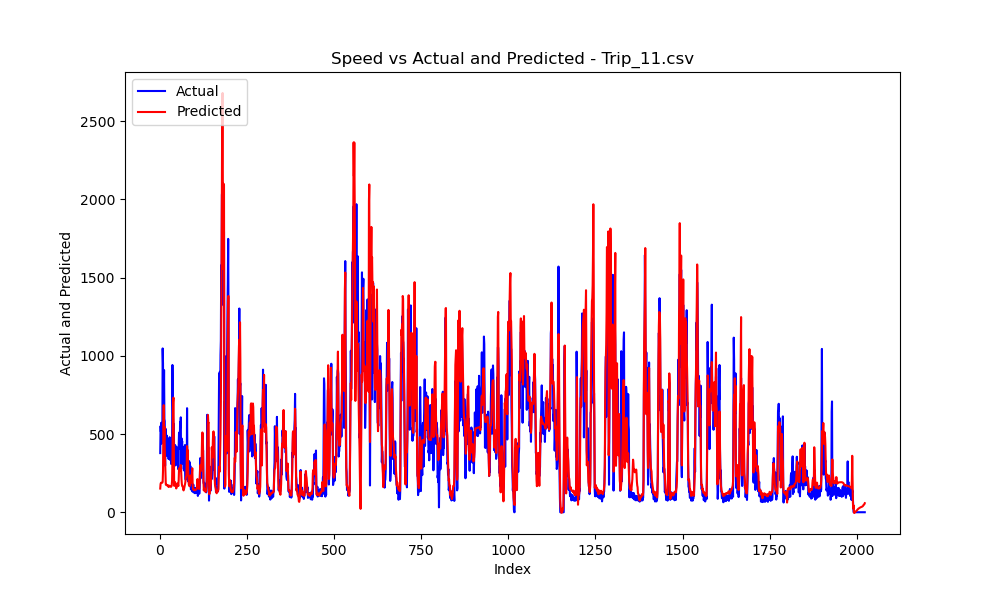 Speed vs Actual and Predicted - Trip_11.csv
Actual
Predicted
2500
2000
1500
1000
500
0
Actual and Predicted
0 250 500 750 1000 1250 1500 1750 2000
Index